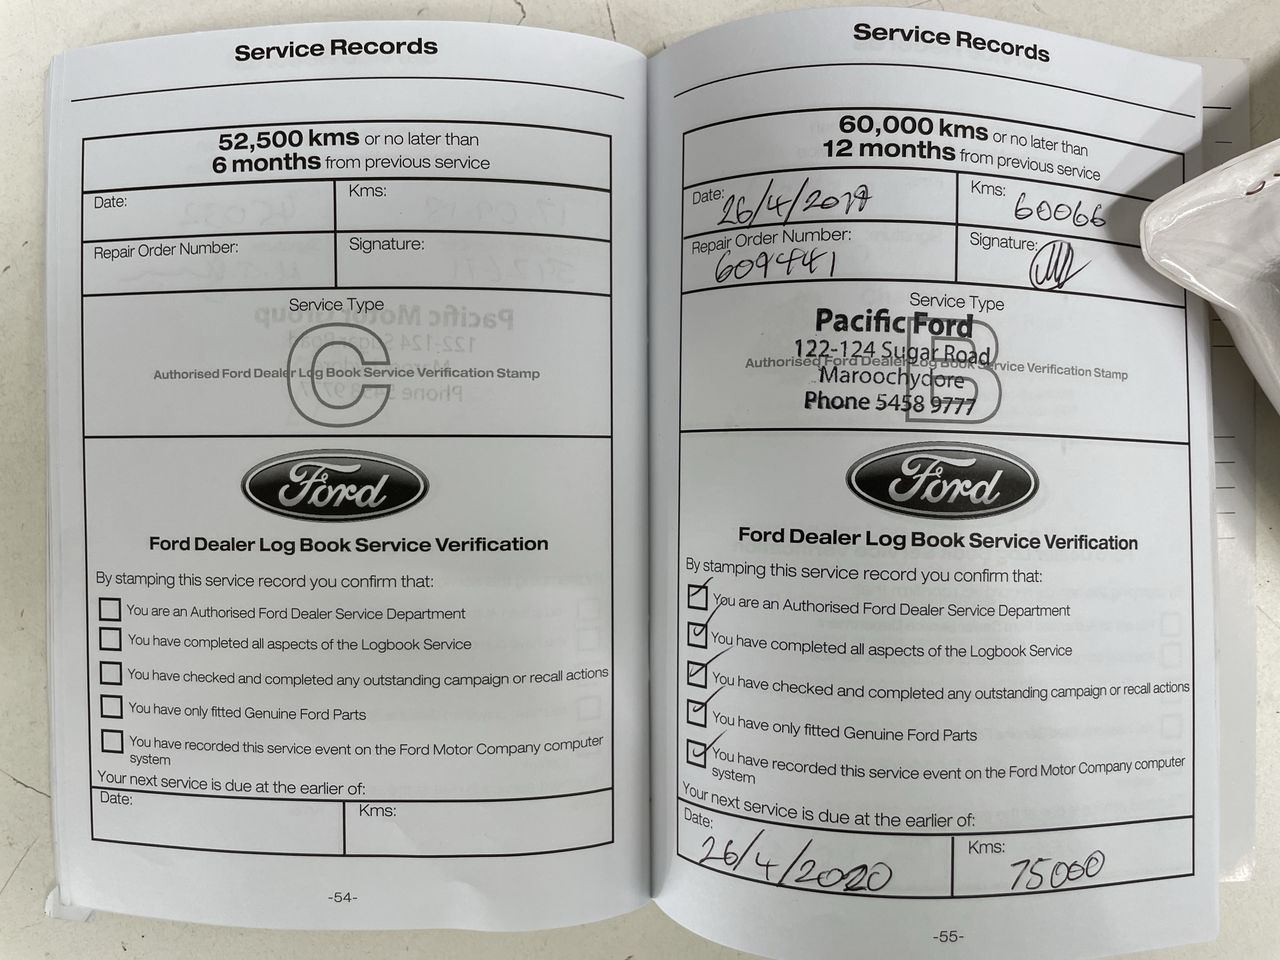 Service Records
52,500 kms or no later than
6 months from previous service
Date:
Kms:
Repair Order Number:
Signature:
Service Type
C
Authorised Ford Dealer Log Book Service Verification Stamp
Ford
Ford Dealer Log Book Service Verification
By stamping this service record you confirm that:
You are an Authorised Ford Dealer Service Department
You have completed all aspects of the Logbook Service
You have checked and completed any outstanding campaign or recall actions
You have only fitted Genuine Ford Parts
You have recorded this service event on the Ford Motor Company computer
system
Your next service is due at the earlier of:
Date:
Kms:
-54-
Service Records
60,000 kms or no later than
12 months from previous service
Date: 26/4/2019
Kms: 60066
Repair Order Number:
609441
Signature:
Service Type
B
Pacific Ford
122-124 Sugar Road
Authorised Ford Dealer Log Book Service Verification Stamp
Maroochydore
Phone 5458 9777
Ford
Ford Dealer Log Book Service Verification
By stamping this service record you confirm that:
You are an Authorised Ford Dealer Service Department
You have completed all aspects of the Logbook Service
You have checked and completed any outstanding campaign or recall actions
You have only fitted Genuine Ford Parts
You have recorded this service event on the Ford Motor Company computer
system
Your next service is due at the earlier of:
Date: 26/4/2020
Kms: 75000
-55-